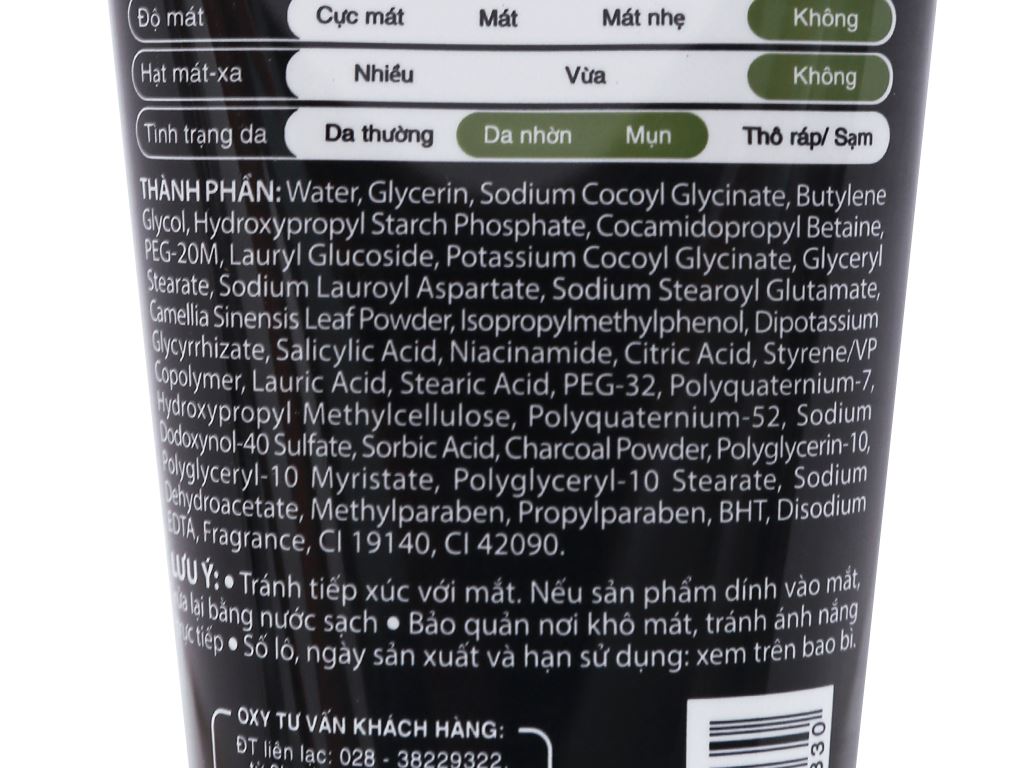 Độ mát Cực mát Mát Mát nhẹ Không
Hạt mát-xa Nhiều Vừa Không
Tình trạng da Da thường Da nhờn Mụn Thô ráp/ Sạm
THÀNH PHẦN: Water, Glycerin, Sodium Cocoyl Glycinate, Butylene
Glycol, Hydroxypropyl Starch Phosphate, Cocamidopropyl Betaine,
PEG-20M, Lauryl Glucoside, Potassium Cocoyl Glycinate, Glyceryl
Stearate, Sodium Lauroyl Aspartate, Sodium Stearoyl Glutamate,
Camellia Sinensis Leaf Powder, Isopropylmethylphenol, Dipotassium
Glycyrrhizate, Salicylic Acid, Niacinamide, Citric Acid, Styrene/VP
Copolymer, Lauric Acid, Stearic Acid, PEG-32, Polyquaternium-7,
Hydroxypropyl Methylcellulose, Polyquaternium-52, Sodium
Dodoxynol-40 Sulfate, Sorbic Acid, Charcoal Powder, Polyglycerin-10,
Polyglyceryl-10 Myristate, Polyglyceryl-10 Stearate, Sodium
Dehydroacetate, Methylparaben, Propylparaben, BHT, Disodium
EDTA, Fragrance, CI 19140, CI 42090.
LƯU Ý: • Tránh tiếp xúc với mắt. Nếu sản phẩm dính vào mắt,
rửa lại bằng nước sạch • Bảo quản nơi khô mát, tránh ánh nắng
trực tiếp • Số lô, ngày sản xuất và hạn sử dụng: xem trên bao bì.
OXY TƯ VẤN KHÁCH HÀNG:
ĐT liên lạc: 028 - 38229322.
330